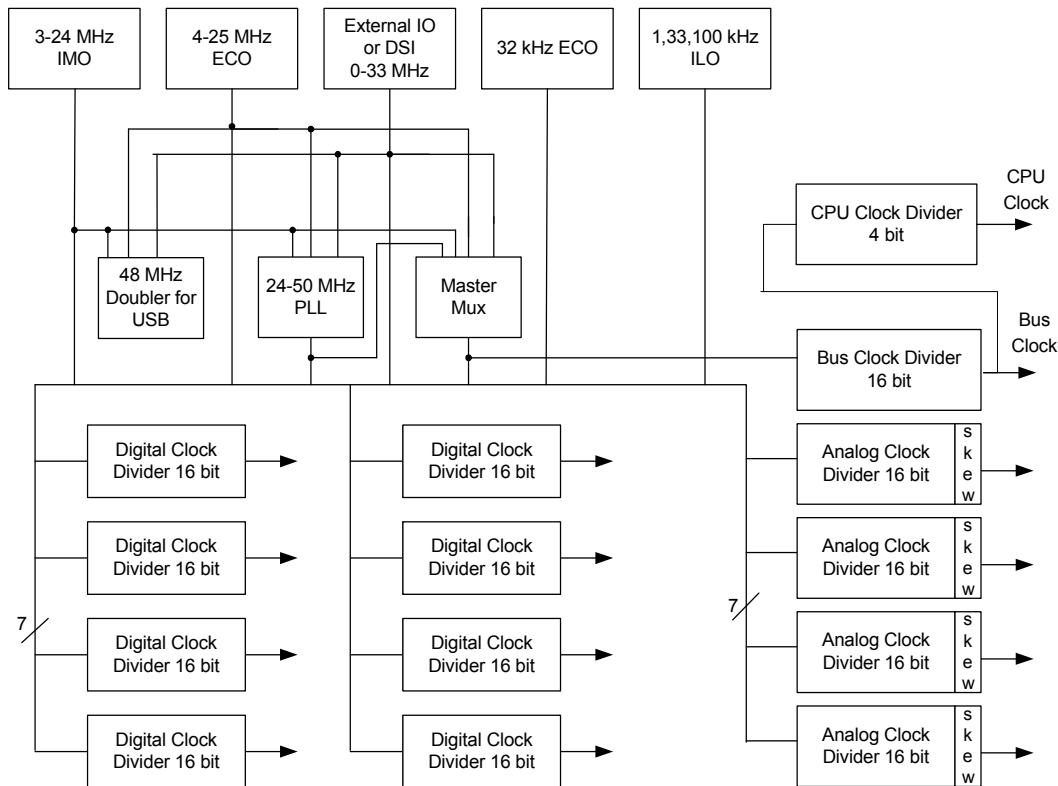 3-24 MHz
IMO
4-25 MHz
ECO
External IO
or DSI
0-33 MHz
32 kHz ECO
1,33,100 kHz
ILO
CPU
Clock
CPU Clock Divider
4 bit
48 MHz
Doubler for
USB
24-50 MHz
PLL
Master
Mux
Bus
Clock
Bus Clock Divider
16 bit
Digital Clock
Divider 16 bit
Digital Clock
Divider 16 bit
Analog Clock
Divider 16 bit
s
k
e
w
Digital Clock
Divider 16 bit
Digital Clock
Divider 16 bit
Analog Clock
Divider 16 bit
s
k
e
w
7
7
Digital Clock
Divider 16 bit
Digital Clock
Divider 16 bit
Analog Clock
Divider 16 bit
s
k
e
w
Digital Clock
Divider 16 bit
Digital Clock
Divider 16 bit
Analog Clock
Divider 16 bit
s
k
e
w